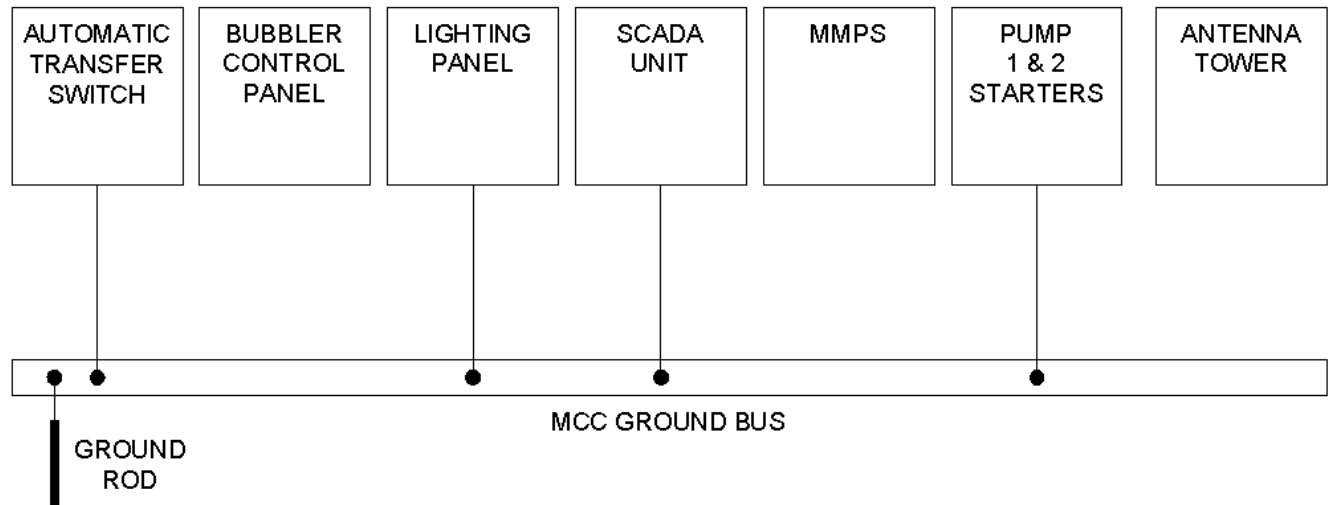 AUTOMATIC
TRANSFER
SWITCH
BUBBLER
CONTROL
PANEL
LIGHTING
PANEL
SCADA
UNIT
MMPS
PUMP
1 & 2
STARTERS
ANTENNA
TOWER
MCC GROUND BUS
GROUND
ROD